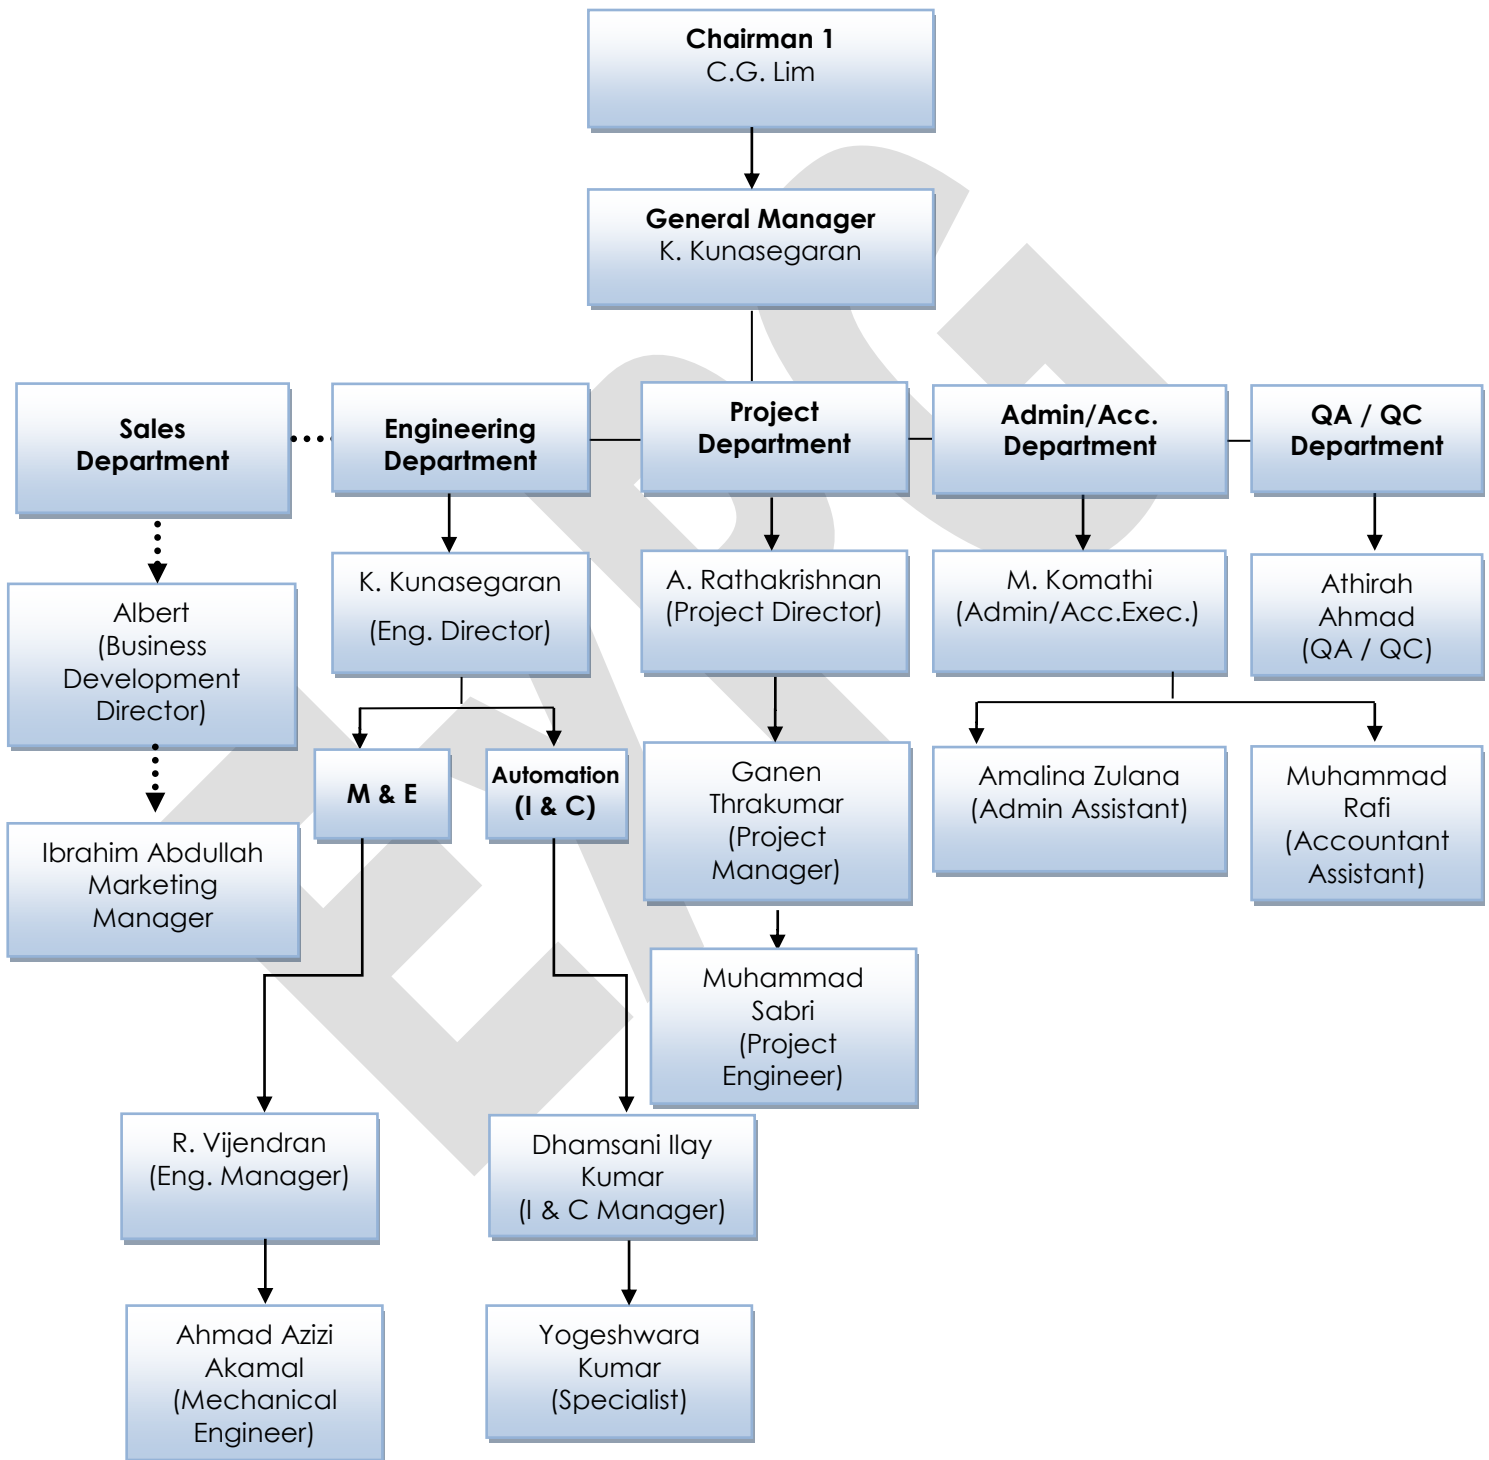 Chairman 1
C.G. Lim
General Manager
K. Kunasegaran
Sales
Department
Engineering
Department
Project
Department
Admin/Acc.
Department
QA / QC
Department
Albert
(Business
Development
Director)
K. Kunasegaran
(Eng. Director)
A. Rathakrishnan
(Project Director)
M. Komathi
(Admin/Acc.Exec.)
Athirah
Ahmad
(QA / QC)
Ibrahim Abdullah
Marketing
Manager
M & E
Automation
(I & C)
Ganen
Thrakumar
(Project
Manager)
Amalina Zulana
(Admin Assistant)
Muhammad
Rafi
(Accountant
Assistant)
Muhammad
Sabri
(Project
Engineer)
R. Vijendran
(Eng. Manager)
Dhamsani Ilay
Kumar
(I & C Manager)
Ahmad Azizi
Akamal
(Mechanical
Engineer)
Yogeshwara
Kumar
(Specialist)